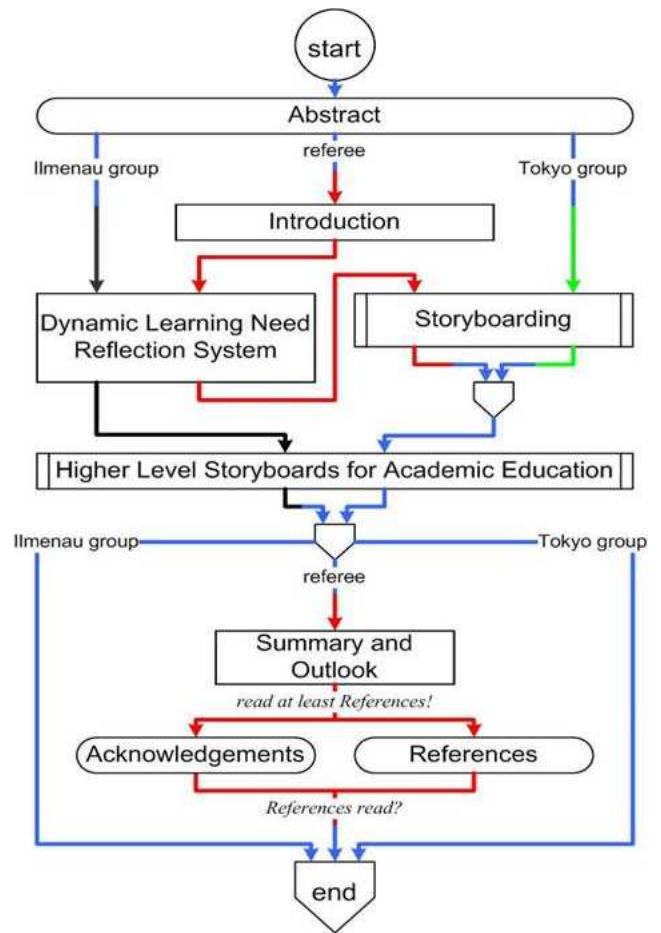 start
Abstract
Ilmenau group
referee
Tokyo group
Introduction
Dynamic Learning Need
Reflection System
Storyboarding
Higher Level Storyboards for Academic Education
Ilmenau group
Tokyo group
referee
Summary and
Outlook
read at least References!
Acknowledgements
References
References read?
end